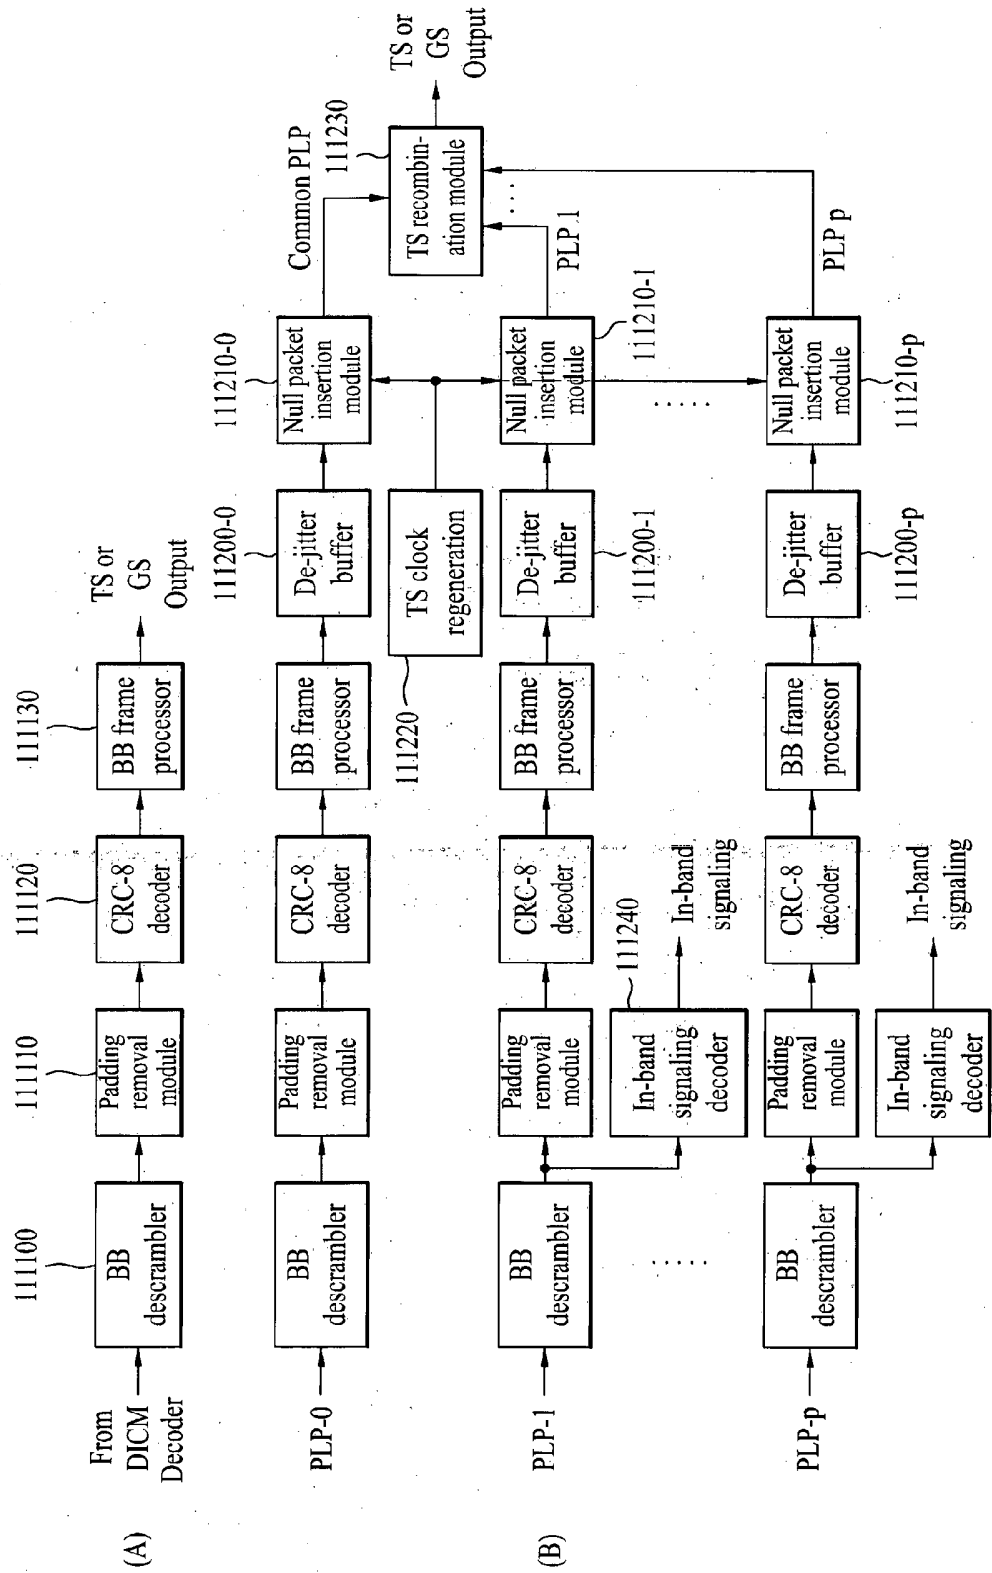 (A)
From
DICM
Decoder
111100
BB
descrambler
111110
Padding
removal
module
111120
CRC-8
decoder
111130
BB frame
processor
TS or
GS
Output
(B)
PLP-0
BB
descrambler
Padding
removal
module
CRC-8
decoder
BB frame
processor
111200-0
De-jitter
buffer
111210-0
Null packet
insertion
module
Common PLP
111220
TS clock
regeneration
111230
TS recombin-
ation module
TS or
GS
Output
PLP-1
BB
descrambler
Padding
removal
module
CRC-8
decoder
BB frame
processor
De-jitter
buffer
111200-1
Null packet
insertion
module
111210-1
PLP 1
. . . .
111240
In-band signaling
decoder
In-band
signaling
. . . . .
. . . . .
PLP-p
BB
descrambler
Padding
removal
module
CRC-8
decoder
BB frame
processor
De-jitter
buffer
111200-p
Null packet
insertion
module
111210-p
PLP p
In-band
signaling
decoder
In-band
signaling